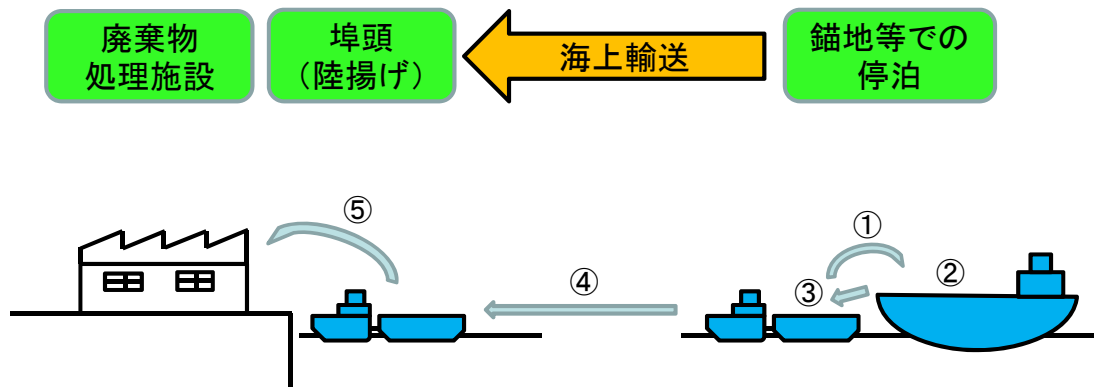 廃棄物
処理施設
埠頭
（陸揚げ）
海上輸送
錨地等での
停泊
⑤
①
④
③
②